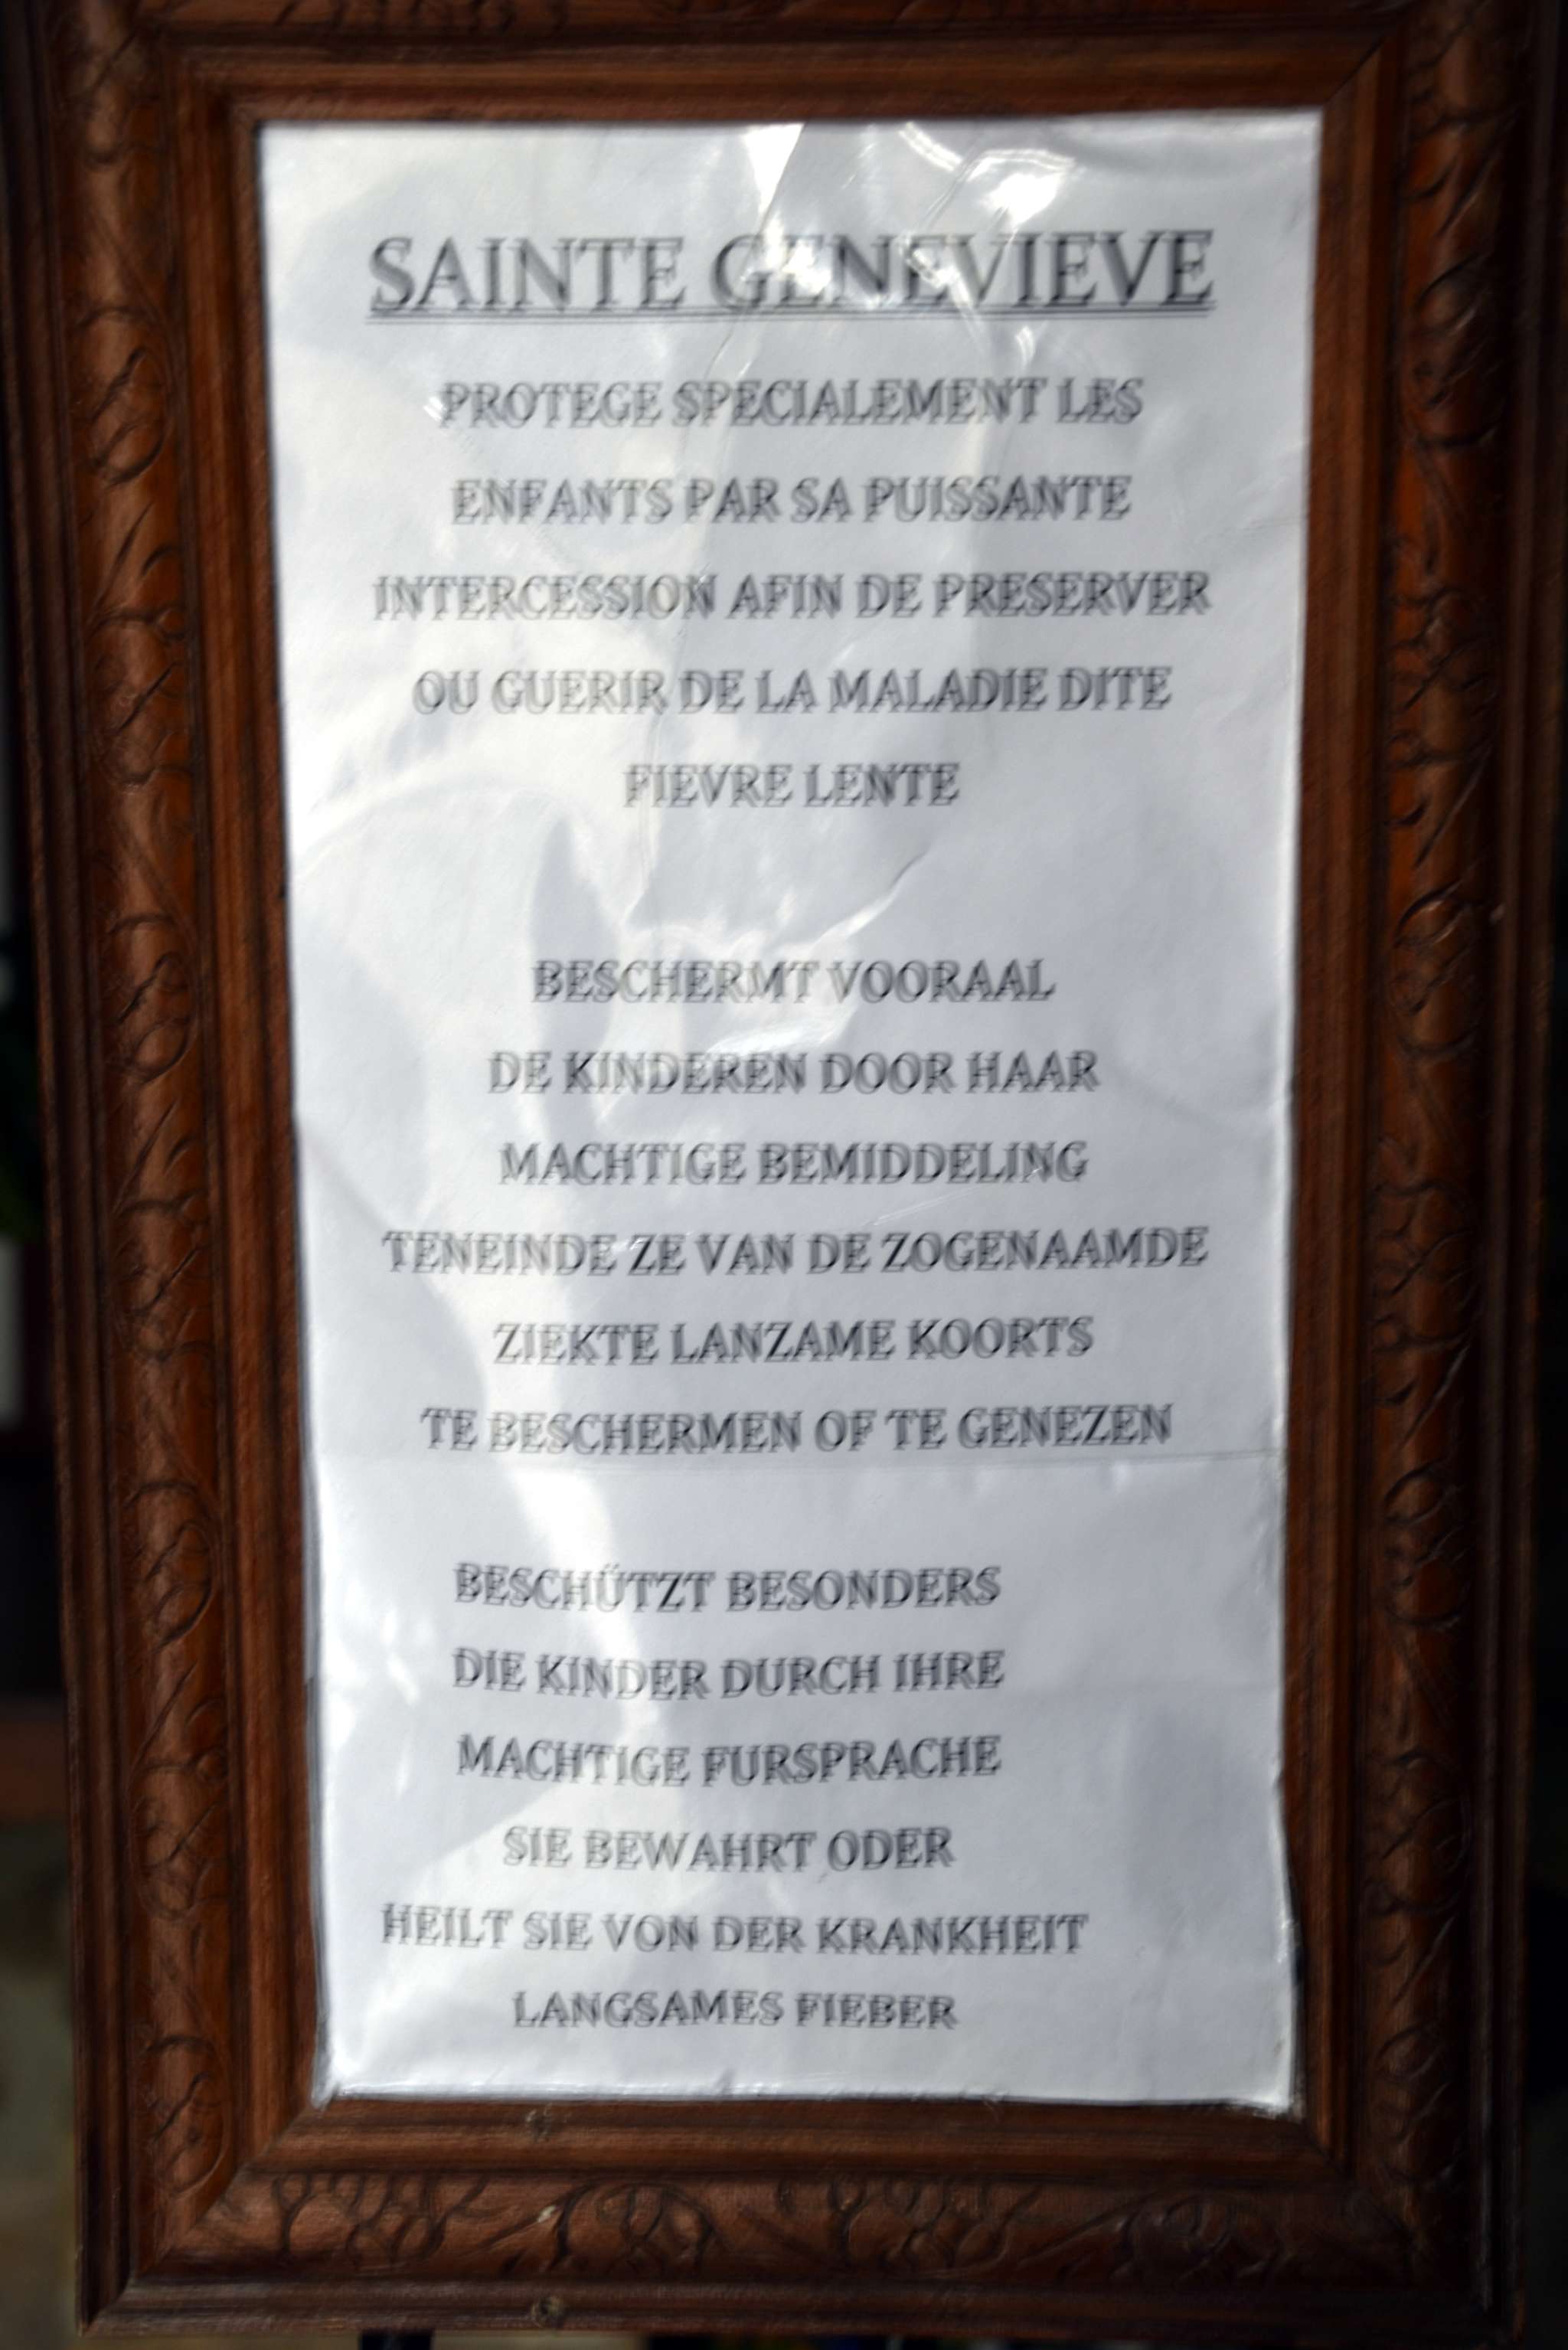 SAINTE GENEVIEVE
PROTEGE SPECIALEMENT LES
ENFANTS PAR SA PUISSANTE
INTERCESSION AFIN DE PRESERVER
OU GUERIR DE LA MALADIE DITE
FIEVRE LENTE
BESCHERMT VOORAAL
DE KINDEREN DOOR HAAR
MACHTIGE BEMIDDELING
TENEINDE ZE VAN DE ZOGENAAMDE
ZIEKTE LANZAME KOORTS
TE BESCHERMEN OF TE GENEZEN
BESCHÜTZT BESONDERS
DIE KINDER DURCH IHRE
MACHTIGE FURSPRACHE
SIE BEWAHRT ODER
HEILT SIE VON DER KRANKHEIT
LANGSAMES FIEBER